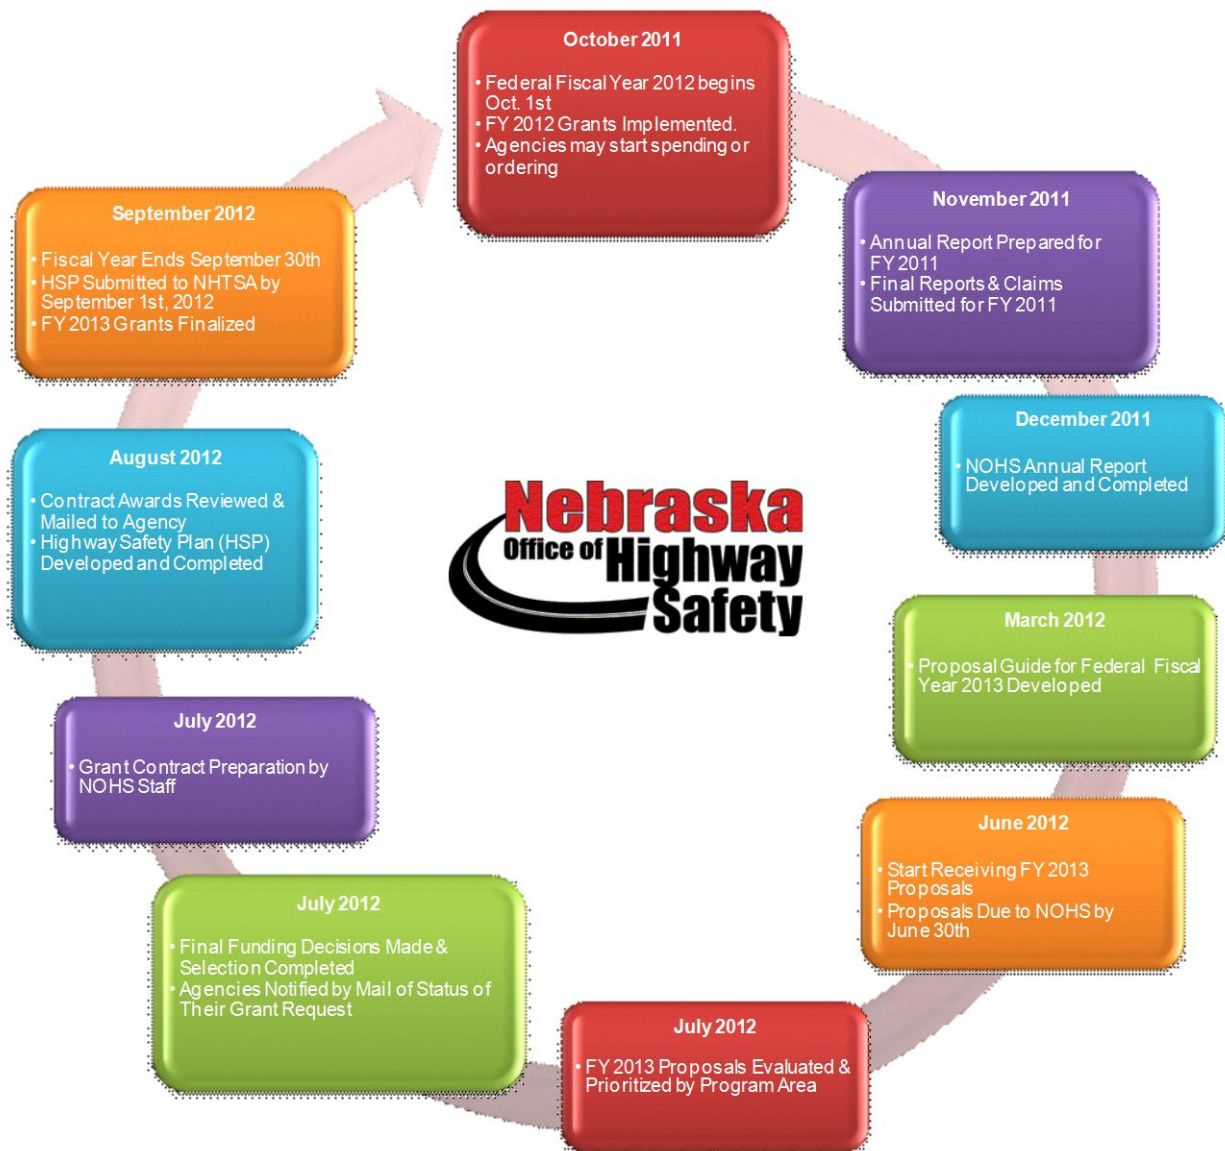 October 2011
• Federal Fiscal Year 2012 begins
Oct. 1st
• FY 2012 Grants Implemented.
• Agencies may start spending or
ordering
November 2011
• Annual Report Prepared for
FY 2011
• Final Reports & Claims
Submitted for FY 2011
December 2011
• NOHS Annual Report
Developed and Completed
March 2012
• Proposal Guide for Federal Fiscal
Year 2013 Developed
June 2012
• Start Receiving FY 2013
Proposals
• Proposals Due to NOHS by
June 30th
July 2012
• FY 2013 Proposals Evaluated &
Prioritized by Program Area
July 2012
• Final Funding Decisions Made &
Selection Completed
• Agencies Notified by Mail of Status of
Their Grant Request
July 2012
• Grant Contract Preparation by
NOHS Staff
August 2012
• Contract Awards Reviewed &
Mailed to Agency
• Highway Safety Plan (HSP)
Developed and Completed
September 2012
• Fiscal Year Ends September 30th
• HSP Submitted to NHTSA by
September 1st, 2012
• FY 2013 Grants Finalized
Nebraska
Office of Highway
Safety